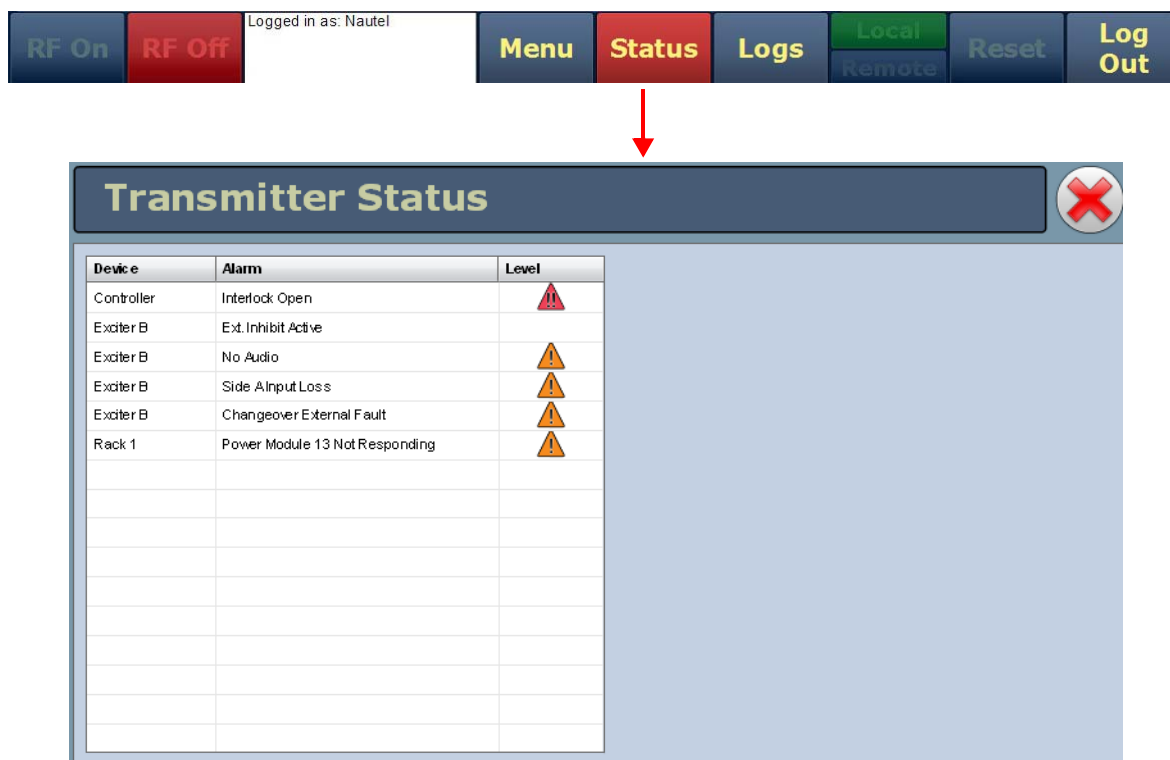 RF On RF Off Logged in as: Nautel Menu Status Logs Local Remote Reset Log Out
Transmitter Status
Device Alarm Level
Controller Interlock Open
Exciter B Ext. Inhibit Active
Exciter B No Audio
Exciter B Side A Input Loss
Exciter B Changeover External Fault
Rack 1 Power Module 13 Not Responding